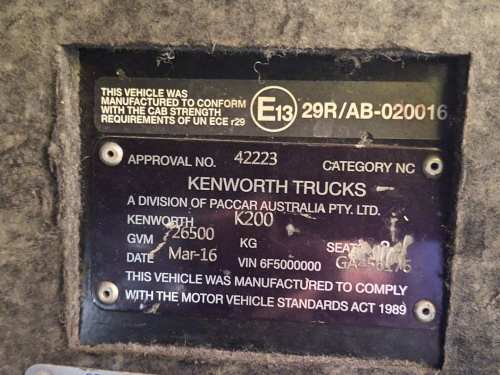 THIS VEHICLE WAS
MANUFACTURED TO CONFORM
WITH THE CAB STRENGTH
REQUIREMENTS OF UN ECE r29
E13 29R/AB-020016
APPROVAL NO. 42223 CATEGORY NC
KENWORTH TRUCKS
A DIVISION OF PACCAR AUSTRALIA PTY. LTD.
KENWORTH K200
GVM 26500 KG SEAT
DATE Mar-16 VIN 6F5000000
THIS VEHICLE WAS MANUFACTURED TO COMPLY
WITH THE MOTOR VEHICLE STANDARDS ACT 1989